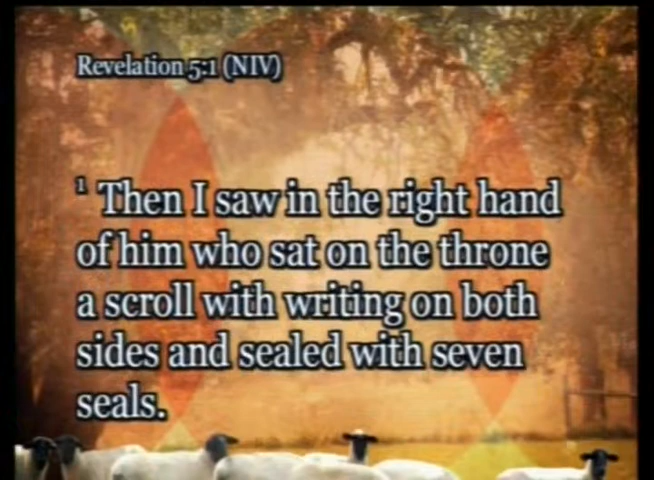 Revelation 5:1 (NIV)
1 Then I saw in the right hand
of him who sat on the throne
a scroll with writing on both
sides and sealed with seven
seals.